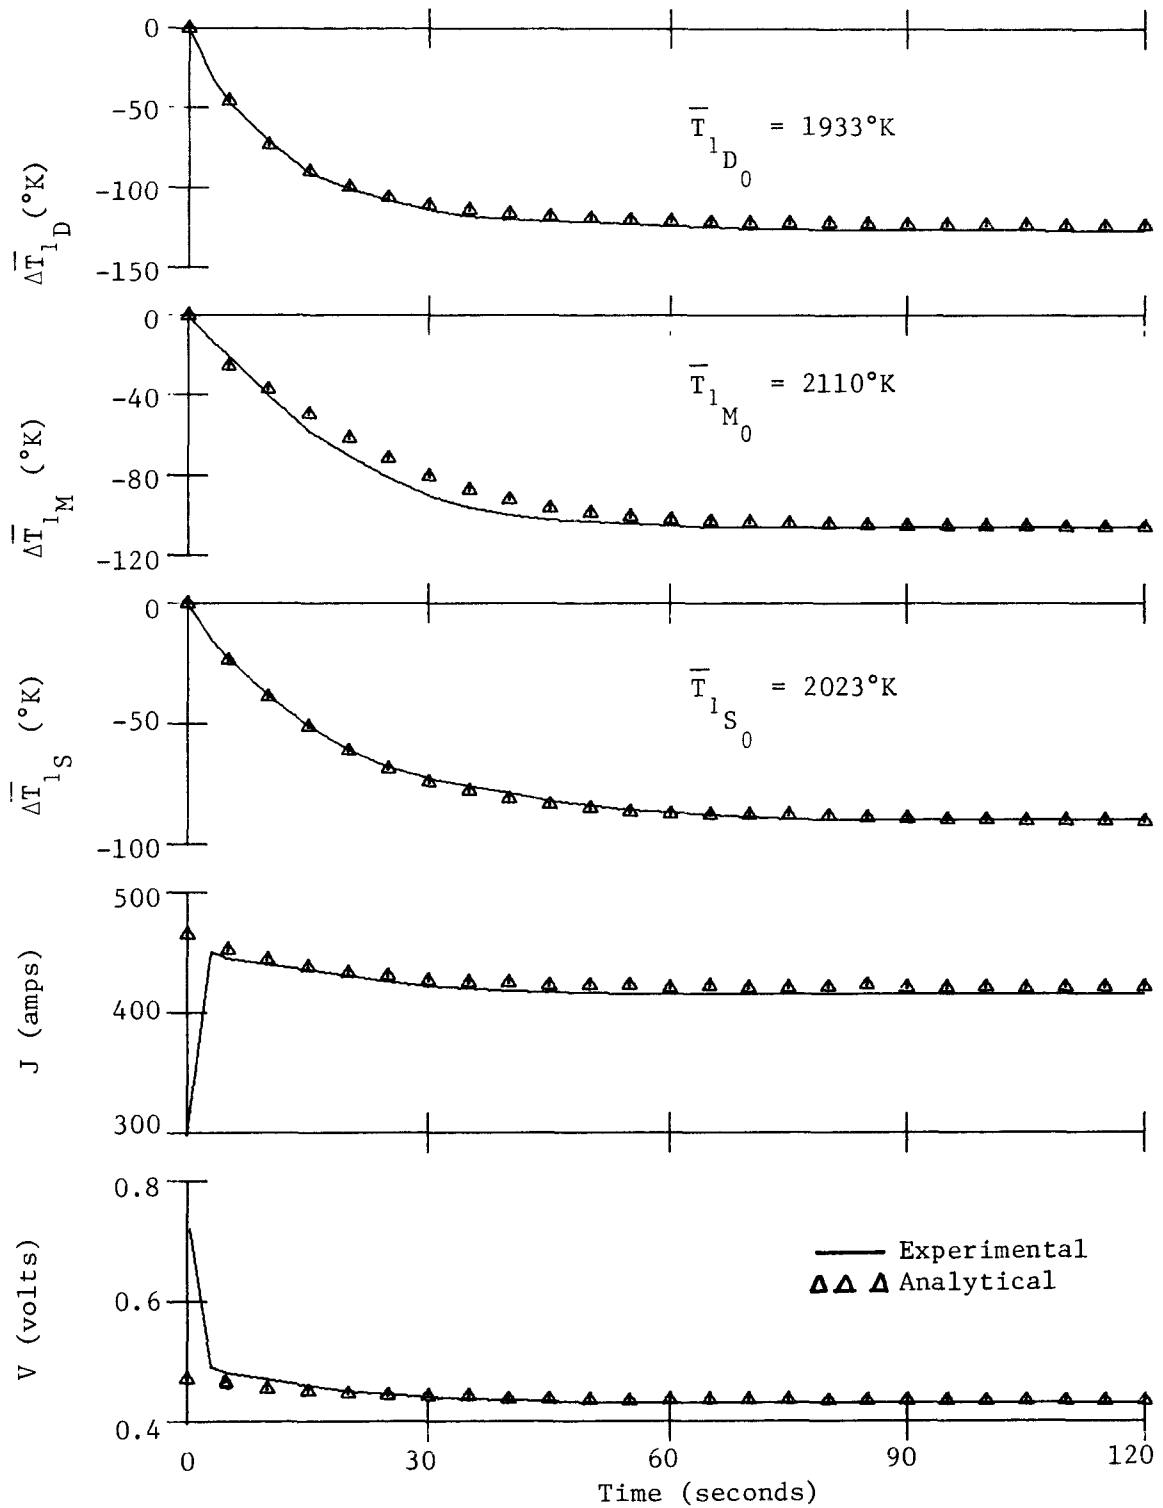 0
-50
-100
-150
ΔT̅1D (°K)
T̅1D0 = 1933°K
0
-40
-80
-120
ΔT̅1M (°K)
T̅1M0 = 2110°K
0
-50
-100
ΔT̅1S (°K)
T̅1S0 = 2023°K
500
400
300
J (amps)
0.8
0.6
0.4
V (volts)
Experimental
Analytical
0 30 60 90 120
Time (seconds)